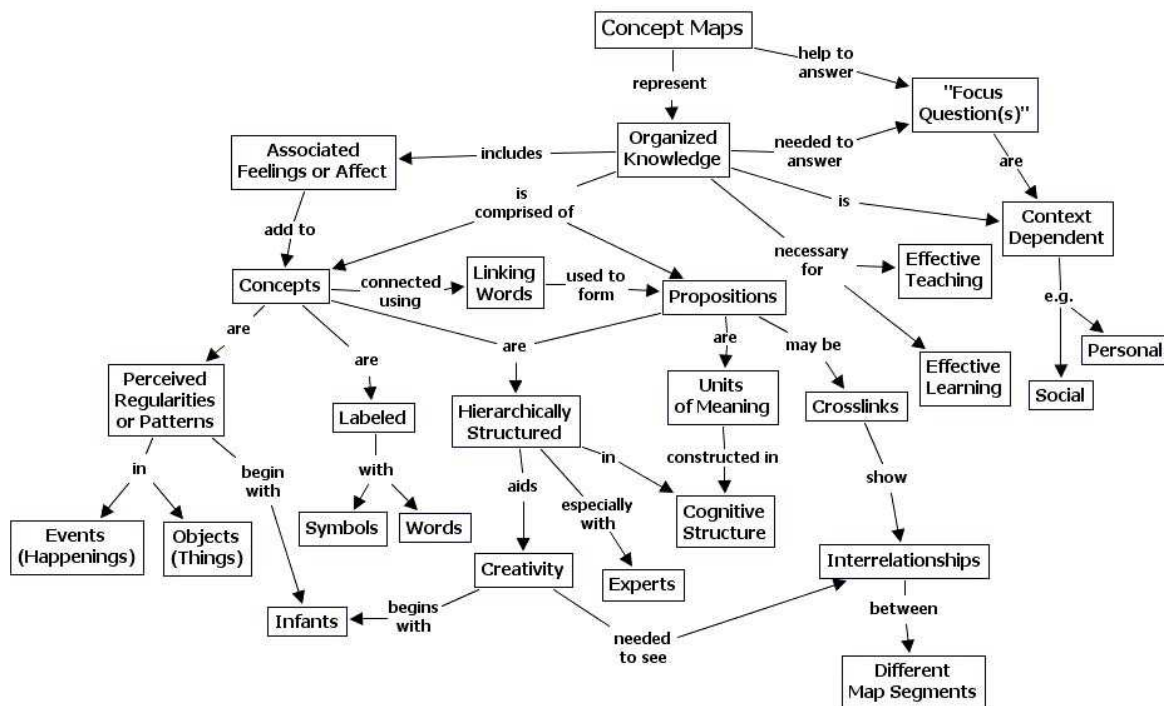 Concept Maps
help to
answer
represent
"Focus
Question(s)"
Organized
Knowledge
needed to
answer
Associated
Feelings or Affect
includes
are
is
comprised of
is
Context
Dependent
add to
necessary
for
Effective
Teaching
Concepts
connected
using
Linking
Words
used to
form
Propositions
e.g.
are
are
are
are
may be
Personal
Perceived
Regularities
or Patterns
Labeled
Hierarchically
Structured
Units
of Meaning
Crosslinks
Effective
Learning
Social
in
begin
with
with
aids
in
constructed in
show
especially
with
Events
(Happenings)
Objects
(Things)
Symbols
Words
Cognitive
Structure
Creativity
Experts
Interrelationships
Infants
begins
with
needed
to see
between
Different
Map Segments